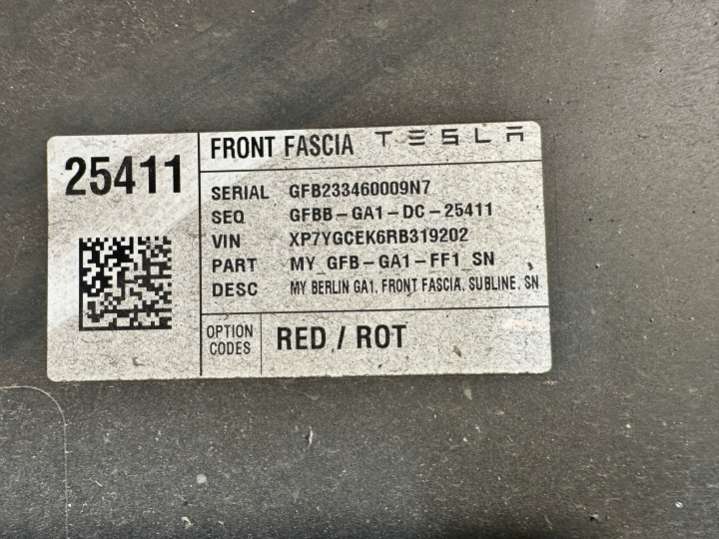 25411
FRONT FASCIA TESLA
SERIAL GFB233460009N7
SEQ GFBB-GA1-DC-25411
VIN XP7YGCEK6RB319202
PART MY_GFB-GA1-FF1_SN
DESC MY BERLIN GA1, FRONT FASCIA, SUBLINE, SN
OPTION CODES RED / ROT